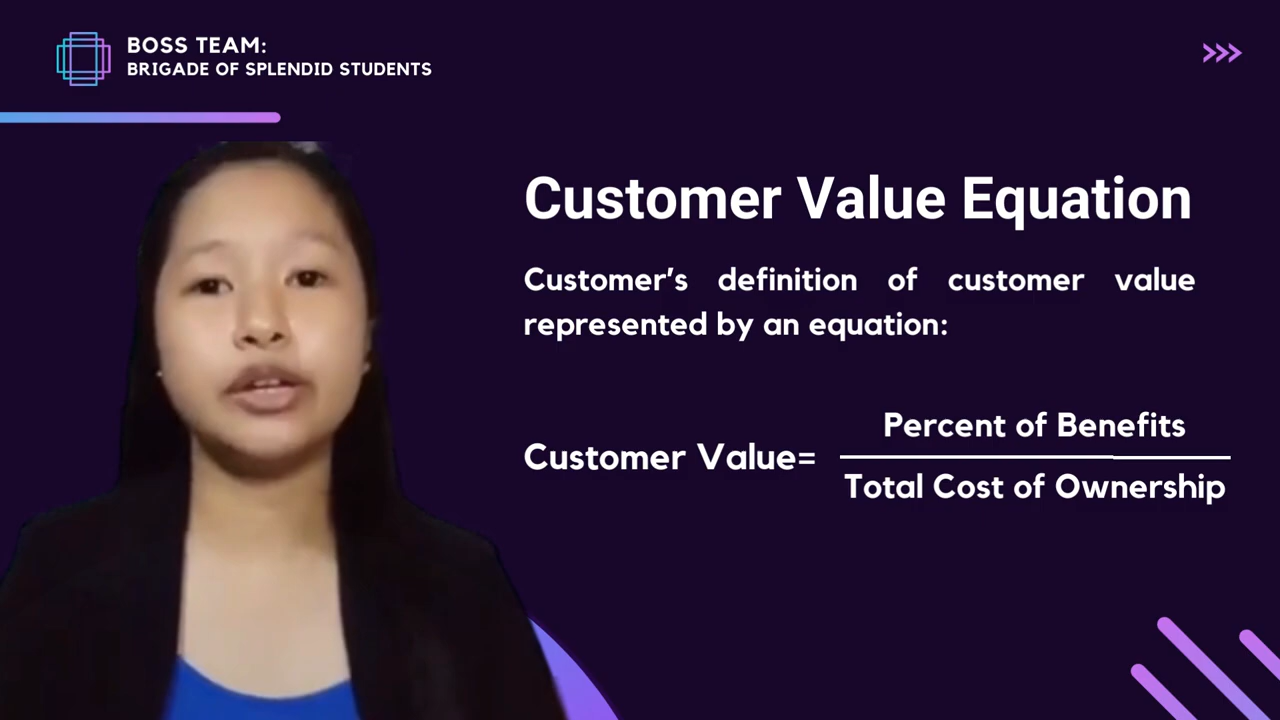 BOSS TEAM:
BRIGADE OF SPLENDID STUDENTS
Customer Value Equation
Customer’s definition of customer value
represented by an equation:
Customer Value=
Percent of Benefits
Total Cost of Ownership